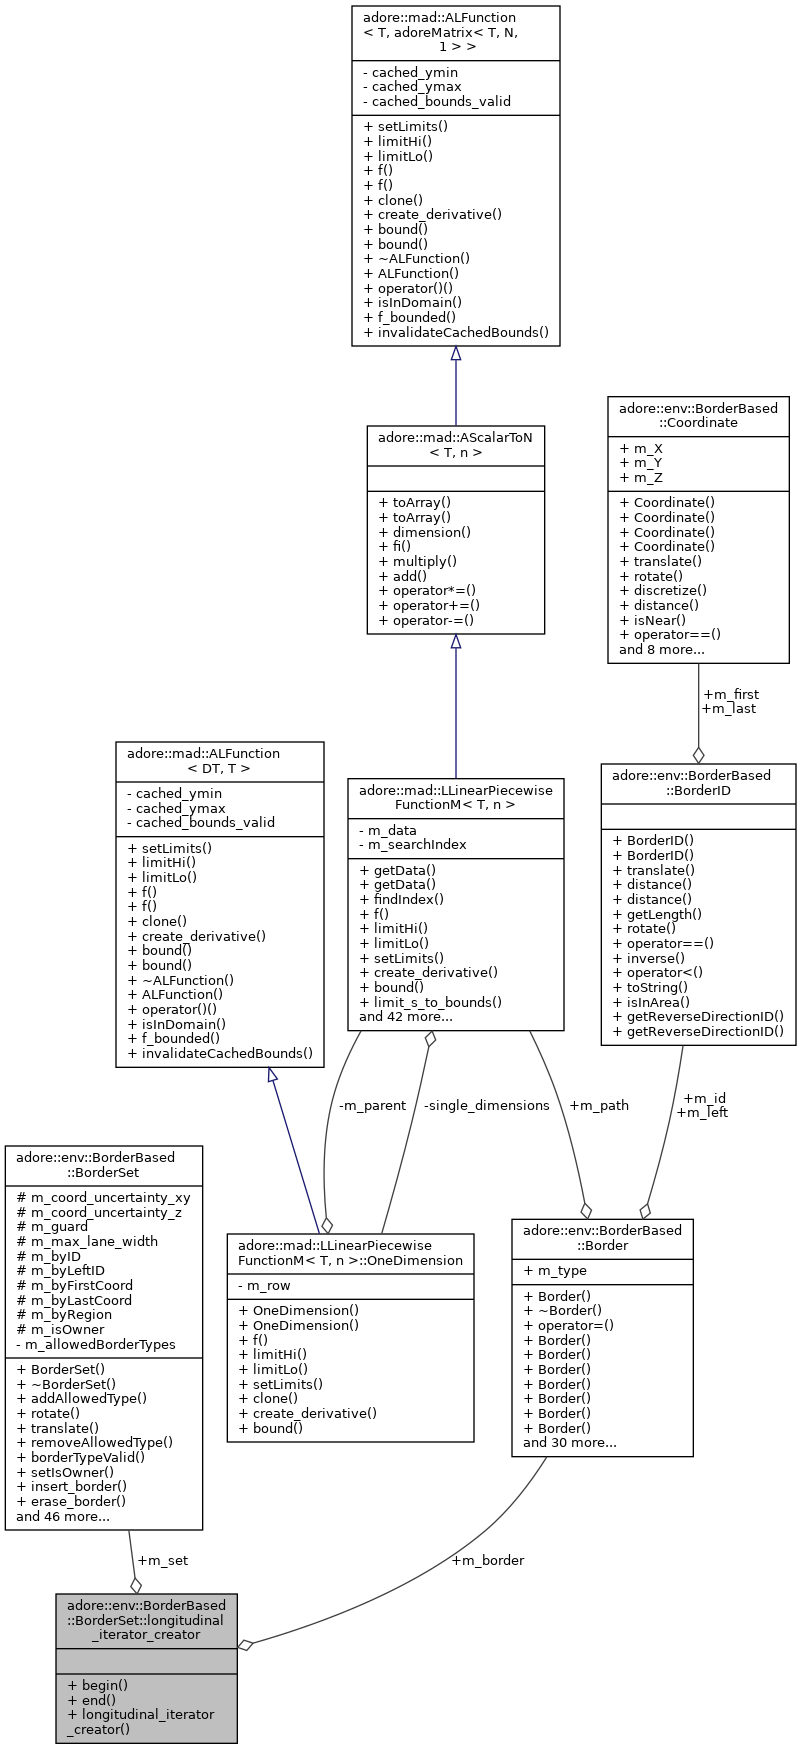 adore::mad::ALFunction
< T, adoreMatrix< T, N,
1 > >
- cached_ymin
- cached_ymax
- cached_bounds_valid
+ setLimits()
+ limitHi()
+ limitLo()
+ f()
+ f()
+ clone()
+ create_derivative()
+ bound()
+ bound()
+ ~ALFunction()
+ ALFunction()
+ operator()()
+ isInDomain()
+ f_bounded()
+ invalidateCachedBounds()
adore::mad::AScalarToN
< T, n >
+ toArray()
+ toArray()
+ dimension()
+ fi()
+ multiply()
+ add()
+ operator*=()
+ operator+=()
+ operator-=()
adore::env::BorderBased
::Coordinate
+ m_X
+ m_Y
+ m_Z
+ Coordinate()
+ Coordinate()
+ Coordinate()
+ Coordinate()
+ translate()
+ rotate()
+ discretize()
+ distance()
+ isNear()
+ operator==()
and 8 more...
+m_first
+m_last
adore::mad::ALFunction
< DT, T >
- cached_ymin
- cached_ymax
- cached_bounds_valid
+ setLimits()
+ limitHi()
+ limitLo()
+ f()
+ f()
+ clone()
+ create_derivative()
+ bound()
+ bound()
+ ~ALFunction()
+ ALFunction()
+ operator()()
+ isInDomain()
+ f_bounded()
+ invalidateCachedBounds()
adore::mad::LLinearPiecewise
FunctionM< T, n >
- m_data
- m_searchIndex
+ getData()
+ getData()
+ findIndex()
+ f()
+ limitHi()
+ limitLo()
+ setLimits()
+ create_derivative()
+ bound()
+ limit_s_to_bounds()
and 42 more...
adore::env::BorderBased
::BorderID
+ BorderID()
+ BorderID()
+ translate()
+ distance()
+ distance()
+ getLength()
+ rotate()
+ operator==()
+ inverse()
+ operator<()
+ toString()
+ isInArea()
+ getReverseDirectionID()
+ getReverseDirectionID()
-m_parent
-single_dimensions
+m_path
+m_id
+m_left
adore::env::BorderBased
::BorderSet
# m_coord_uncertainty_xy
# m_coord_uncertainty_z
# m_guard
# m_max_lane_width
# m_byID
# m_byLeftID
# m_byFirstCoord
# m_byLastCoord
# m_byRegion
# m_isOwner
- m_allowedBorderTypes
+ BorderSet()
+ ~BorderSet()
+ addAllowedType()
+ rotate()
+ translate()
+ removeAllowedType()
+ borderTypeValid()
+ setIsOwner()
+ insert_border()
+ erase_border()
and 46 more...
adore::mad::LLinearPiecewise
FunctionM< T, n >::OneDimension
- m_row
+ OneDimension()
+ OneDimension()
+ f()
+ limitHi()
+ limitLo()
+ setLimits()
+ clone()
+ create_derivative()
+ bound()
adore::env::BorderBased
::Border
+ m_type
+ Border()
+ ~Border()
+ operator=()
+ Border()
+ Border()
+ Border()
+ Border()
+ Border()
+ Border()
+ Border()
and 30 more...
+m_set
+m_border
adore::env::BorderBased
::BorderSet::longitudinal
_iterator_creator
+ begin()
+ end()
+ longitudinal_iterator
_creator()